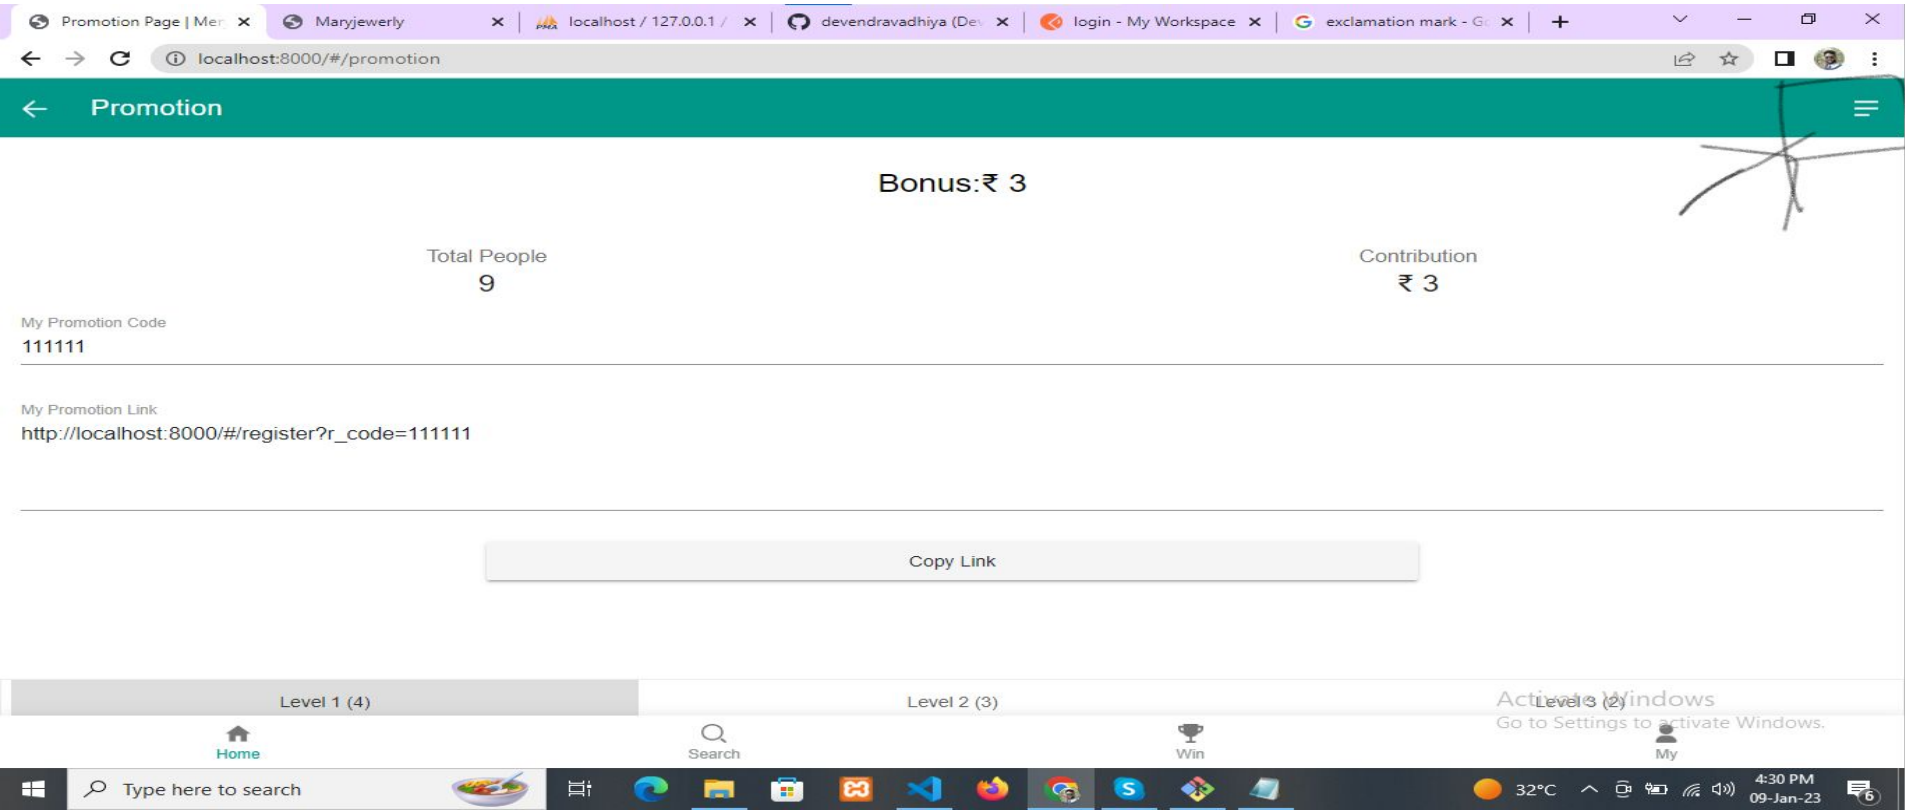 Promotion Page | Mer
Maryjewerly
localhost / 127.0.0.1 /
devendravadhiya (Dev
login - My Workspace
exclamation mark - Go
localhost:8000/#/promotion
Promotion
Bonus:₹ 3
Total People
9
Contribution
₹ 3
My Promotion Code
111111
My Promotion Link
http://localhost:8000/#/register?r_code=111111
Copy Link
Level 1 (4)
Level 2 (3)
Level 3 (2)
Activate Windows
Go to Settings to activate Windows.
Home
Search
Win
My
Type here to search
32°C
4:30 PM
09-Jan-23
6